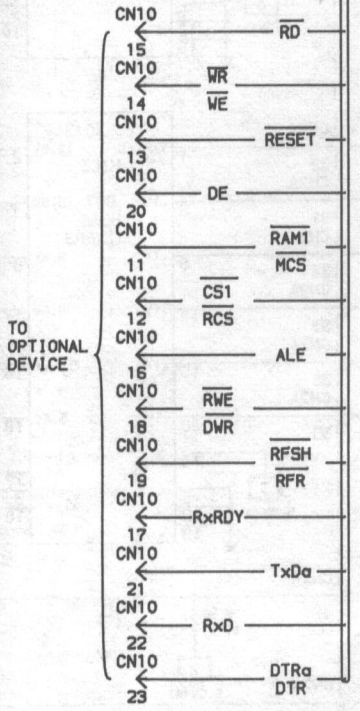 CN10
RD
15
CN10
WR
WE
14
CN10
RESET
13
CN10
DE
20
CN10
RAM1
MCS
11
CN10
CS1
RCS
12
TO
OPTIONAL
DEVICE
CN10
ALE
16
CN10
RWE
DWR
18
CN10
RFSH
RFR
19
CN10
RxRDY
17
CN10
TxDa
21
CN10
RxD
22
CN10
DTRa
DTR
23